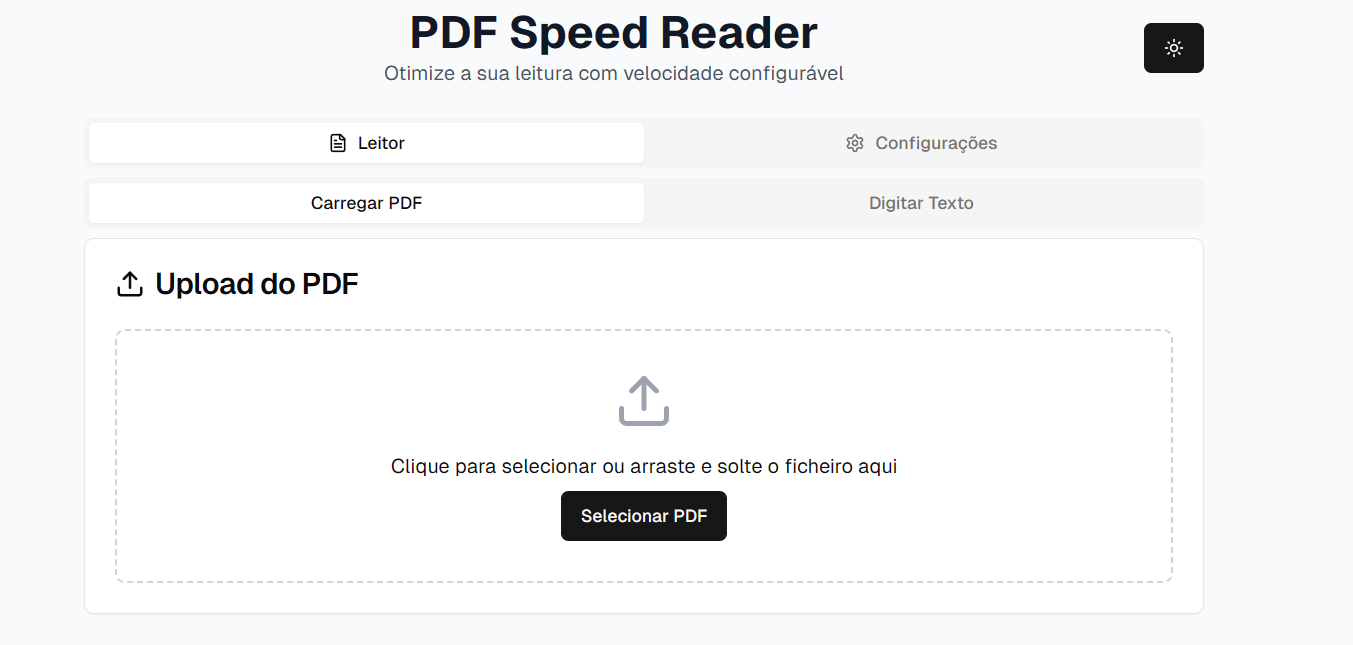 PDF Speed Reader
Otimize a sua leitura com velocidade configurável
Leitor
Configurações
Carregar PDF
Digitar Texto
Upload do PDF
Clique para selecionar ou arraste e solte o ficheiro aqui
Selecionar PDF